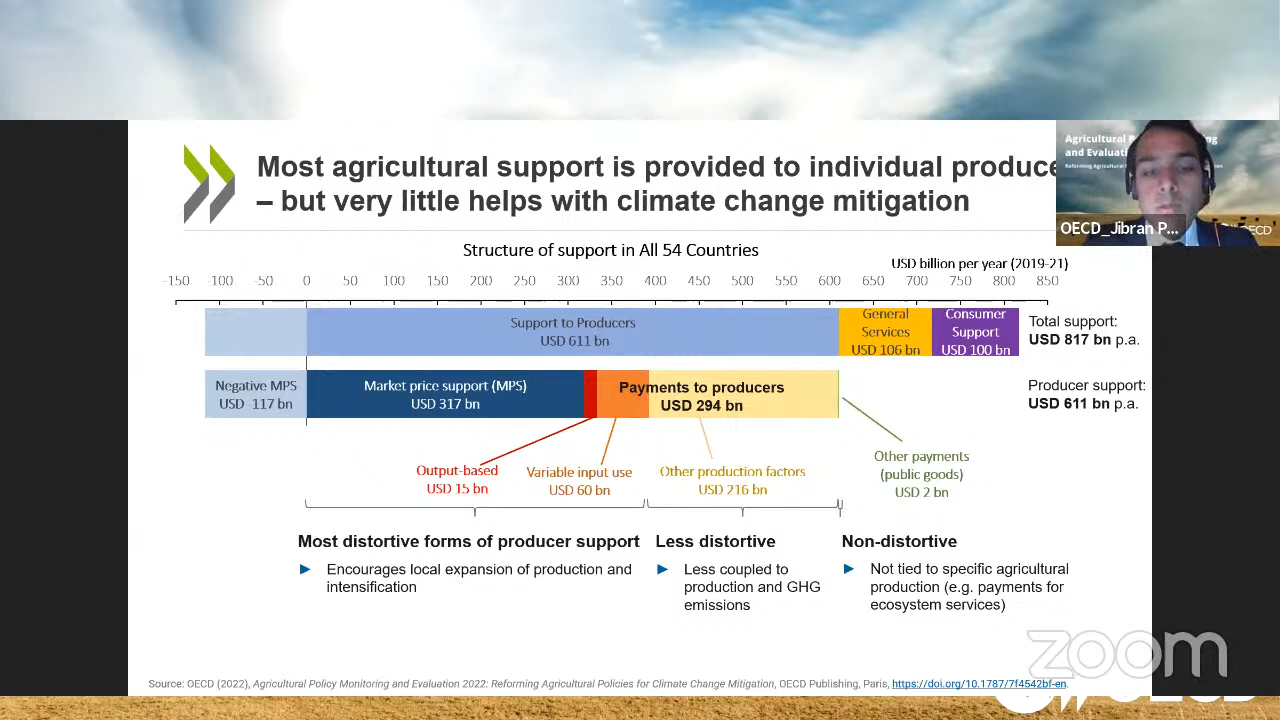 Most agricultural support is provided to individual produce
– but very little helps with climate change mitigation
Agricultural P
ing
and Evaluati
OECD_Jibran P...
OECD
Structure of support in All 54 Countries
USD billion per year (2019-21)
-150 -100 -50 0 50 100 150 200 250 300 350 400 450 500 550 600 650 700 750 800 850
Support to Producers
USD 611 bn
General
Services
USD 106 bn
Consumer
Support
USD 100 bn
Total support:
USD 817 bn p.a.
Negative MPS
USD -117 bn
Market price support (MPS)
USD 317 bn
Payments to producers
USD 294 bn
Producer support:
USD 611 bn p.a.
Output-based
USD 15 bn
Variable input use
USD 60 bn
Other production factors
USD 216 bn
Other payments
(public goods)
USD 2 bn
Most distortive forms of producer support
Encourages local expansion of production and
intensification
Less distortive
Less coupled to
production and GHG
emissions
Non-distortive
Not tied to specific agricultural
production (e.g. payments for
ecosystem services)
zoom
Source: OECD (2022), Agricultural Policy Monitoring and Evaluation 2022: Reforming Agricultural Policies for Climate Change Mitigation, OECD Publishing, Paris, https://doi.org/10.1787/7f4542bf-en.